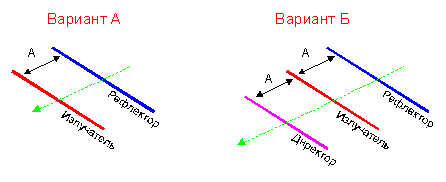 Вариант А
Вариант Б
А
Рефлектор
Излучатель
А
А
Рефлектор
Излучатель
Директор